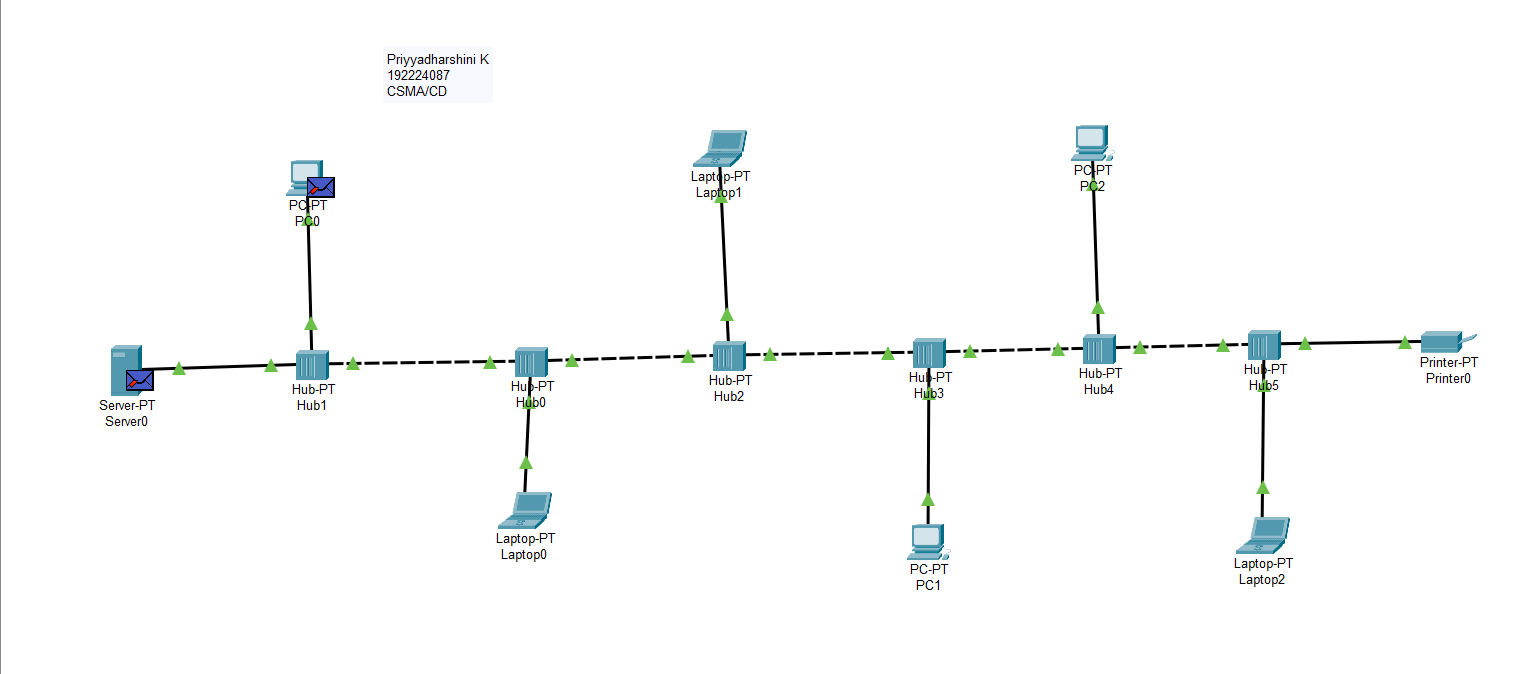 Priyyadharshini K
192224087
CSMA/CD
PC-PT
PC0
Laptop-PT
Laptop1
PC-PT
PC2
Server-PT
Server0
Hub-PT
Hub1
Hub-PT
Hub0
Hub-PT
Hub2
Hub-PT
Hub3
Hub-PT
Hub4
Hub-PT
Hub5
Printer-PT
Printer0
Laptop-PT
Laptop0
PC-PT
PC1
Laptop-PT
Laptop2